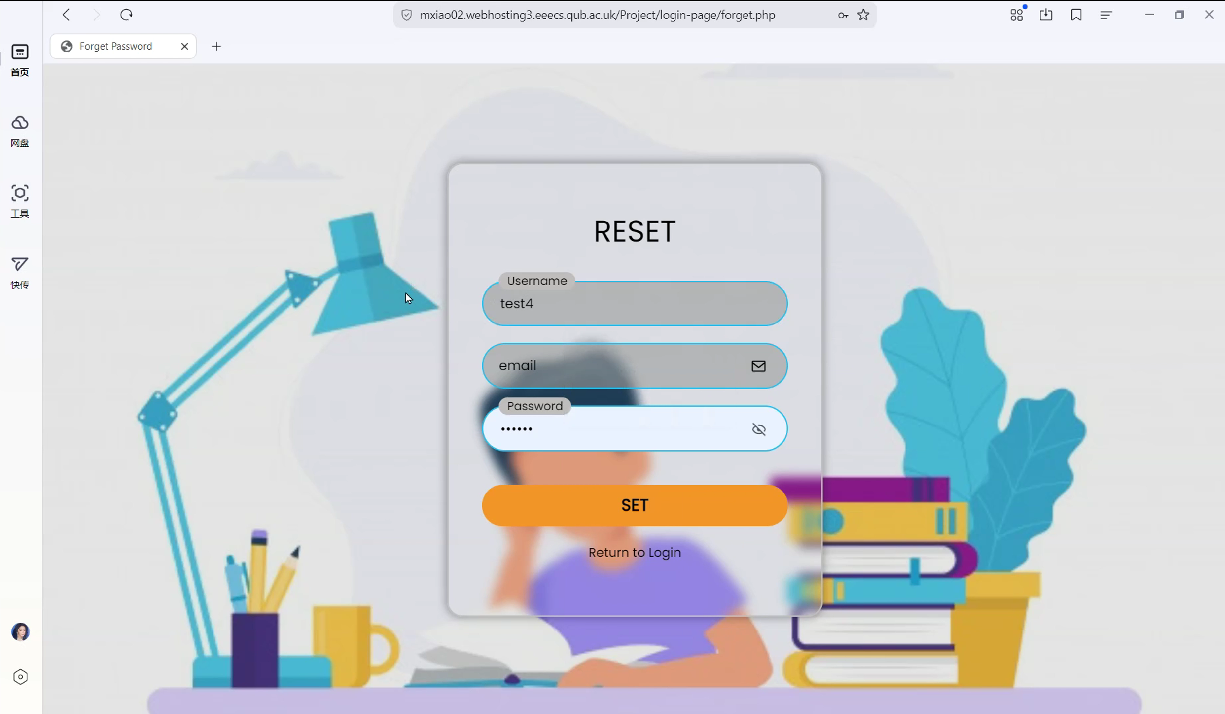 mxiao02.webhosting3.eeecs.qub.ac.uk/Project/login-page/forget.php
Forget Password
首页
网盘
工具
快传
RESET
Username
test4
email
Password
••••••
SET
Return to Login